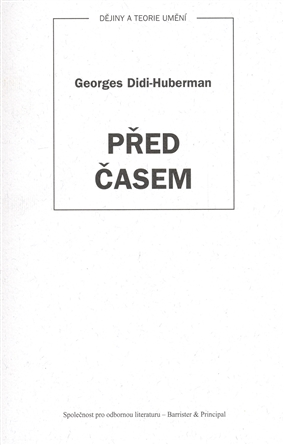 DĚJINY A TEORIE UMĚNÍ
Georges Didi-Huberman
PŘED
ČASEM
Společnost pro odbornou literaturu – Barrister & Principal